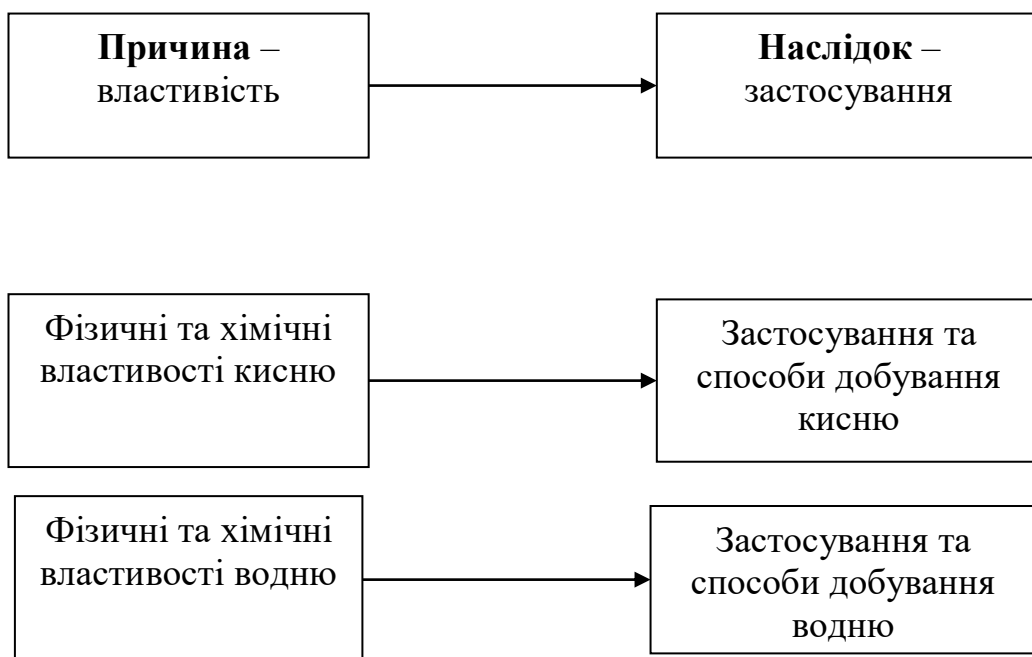 Причина –
властивість
Наслідок –
застосування
Фізичні та хімічні
властивості кисню
Застосування та
способи добування
кисню
Фізичні та хімічні
властивості водню
Застосування та
способи добування
водню